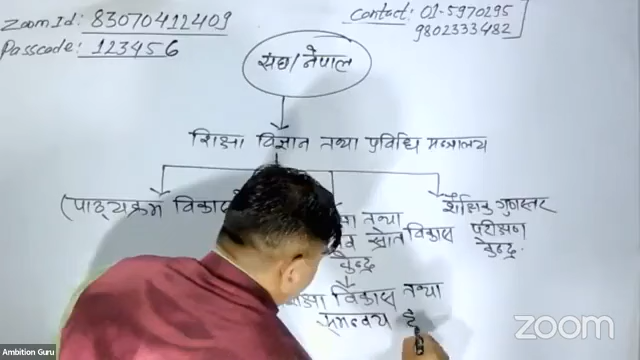 Zoom Id: 83070412409
Passcode: 123456
Contact: 01-5970295
9802333482
संघ/नेपाल
शिक्षा विज्ञान तथा प्रविधि मन्त्रालय
(पाठ्यक्रम विकास
तथा
स्रोत विकास
केन्द्र
शैक्षिक गुणस्तर
परीक्षण
केन्द्र
विकास तथा
समन्वय
Ambition Guru
zoom